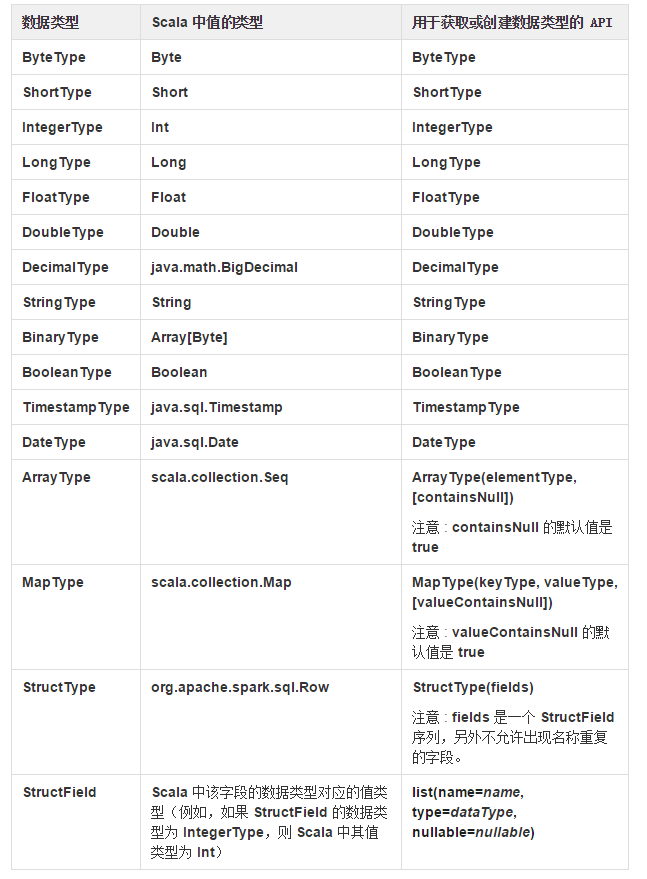 数据类型 Scala 中值的类型 用于获取或创建数据类型的 API
ByteType Byte ByteType
ShortType Short ShortType
IntegerType Int IntegerType
LongType Long LongType
FloatType Float FloatType
DoubleType Double DoubleType
DecimalType java.math.BigDecimal DecimalType
StringType String StringType
BinaryType Array[Byte] BinaryType
BooleanType Boolean BooleanType
TimestampType java.sql.Timestamp TimestampType
DateType java.sql.Date DateType
ArrayType scala.collection.Seq ArrayType(elementType,
[containsNull])
注意 : containsNull 的默认值是
true
MapType scala.collection.Map MapType(keyType, valueType,
[valueContainsNull])
注意 : valueContainsNull 的默
认值是 true
StructType org.apache.spark.sql.Row StructType(fields)
注意 : fields 是一个 StructField
序列，另外不允许出现名称重复
的字段。
StructField Scala 中该字段的数据类型对应的值类 list(name=name,
型（例如，如果 StructField 的数据类 type=dataType,
型为 IntegerType，则 Scala 中其值 nullable=nullable)
类型为 Int）